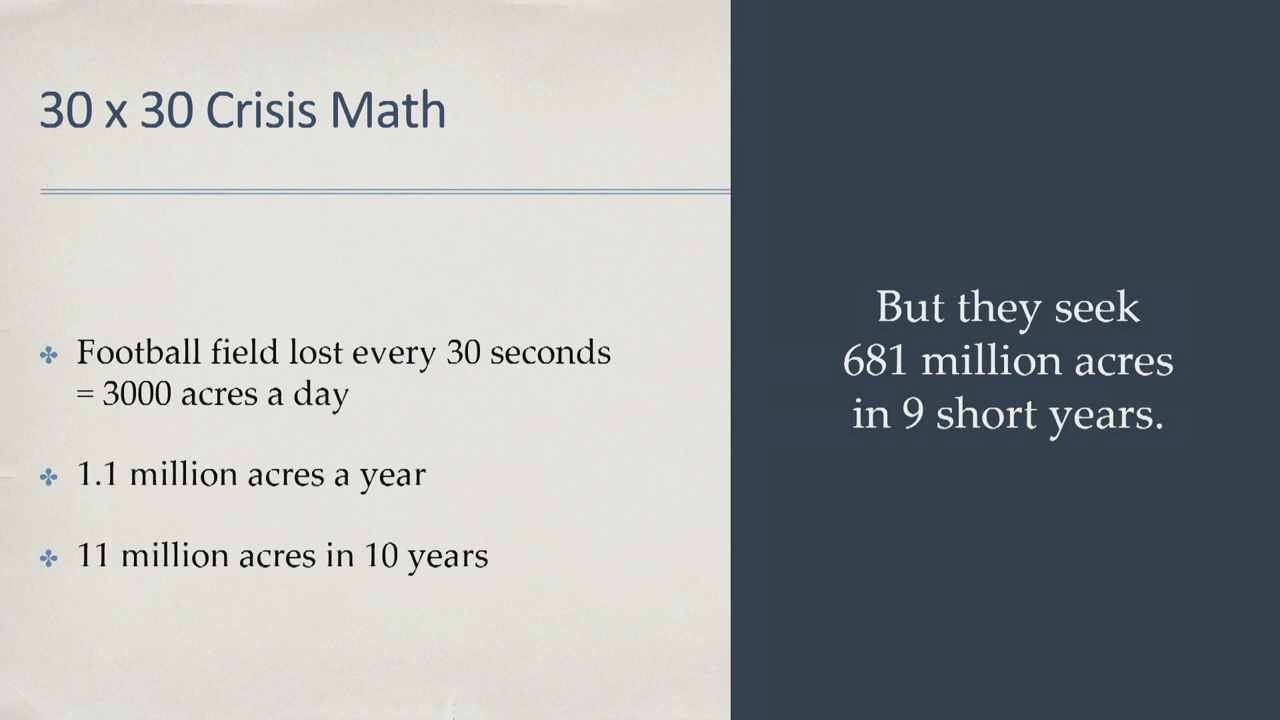 30 x 30 Crisis Math
Football field lost every 30 seconds
= 3000 acres a day
1.1 million acres a year
11 million acres in 10 years
But they seek
681 million acres
in 9 short years.